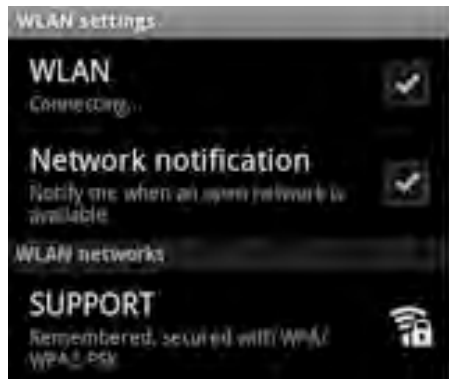 WLAN settings
WLAN
Connecting...
Network notification
Notify me when an open network is
available
WLAN networks
SUPPORT
Remembered, secured with WPA/
WPA2 PSK